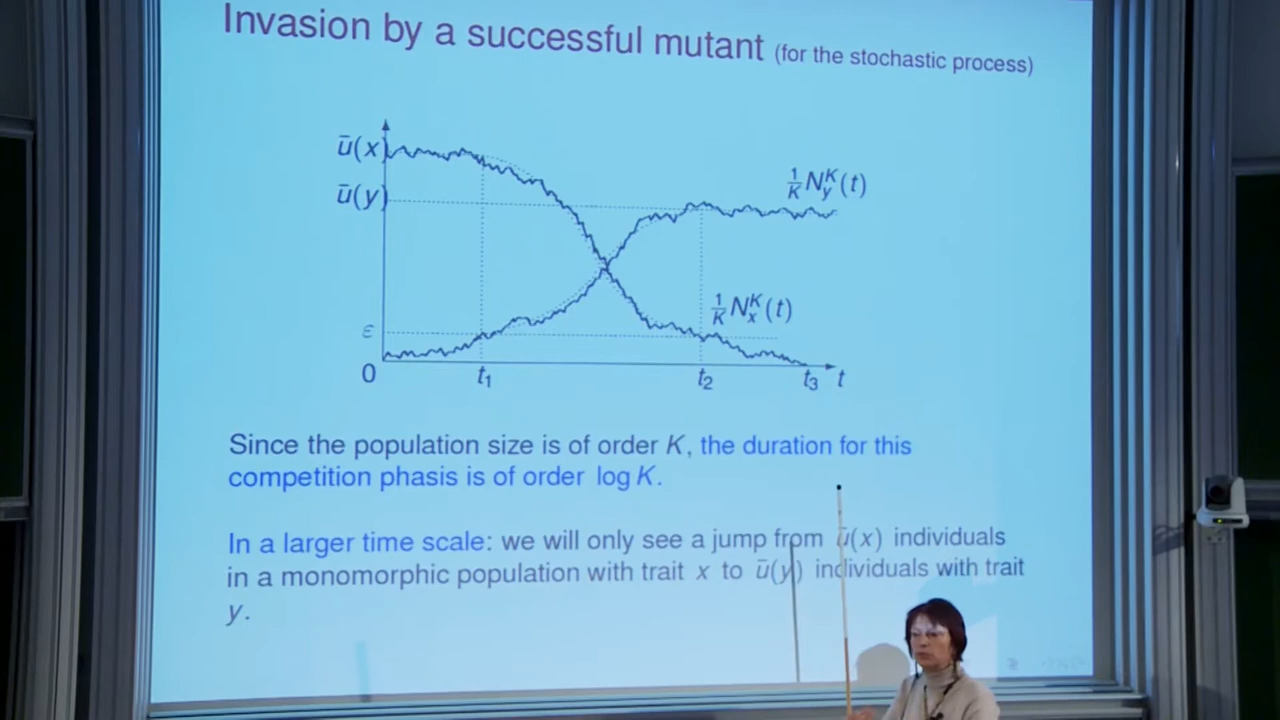 Invasion by a successful mutant (for the stochastic process)
ū(x)
ū(y)
1/K N_y^K(t)
1/K N_x^K(t)
ε
0
t₁
t₂
t₃
t
Since the population size is of order K, the duration for this
competition phasis is of order log K.
In a larger time scale: we will only see a jump from ū(x) individuals
in a monomorphic population with trait x to ū(y) individuals with trait
y.